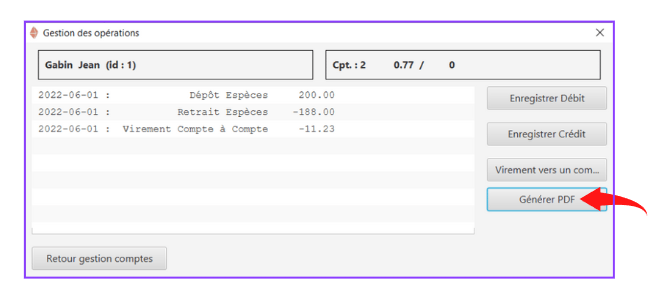 Gestion des opérations
Gabin Jean (id : 1)
Cpt. : 2 0.77 / 0
2022-06-01 : Dépôt Espèces 200.00
2022-06-01 : Retrait Espèces -188.00
2022-06-01 : Virement Compte à Compte -11.23
Enregistrer Débit
Enregistrer Crédit
Virement vers un com...
Générer PDF
Retour gestion comptes